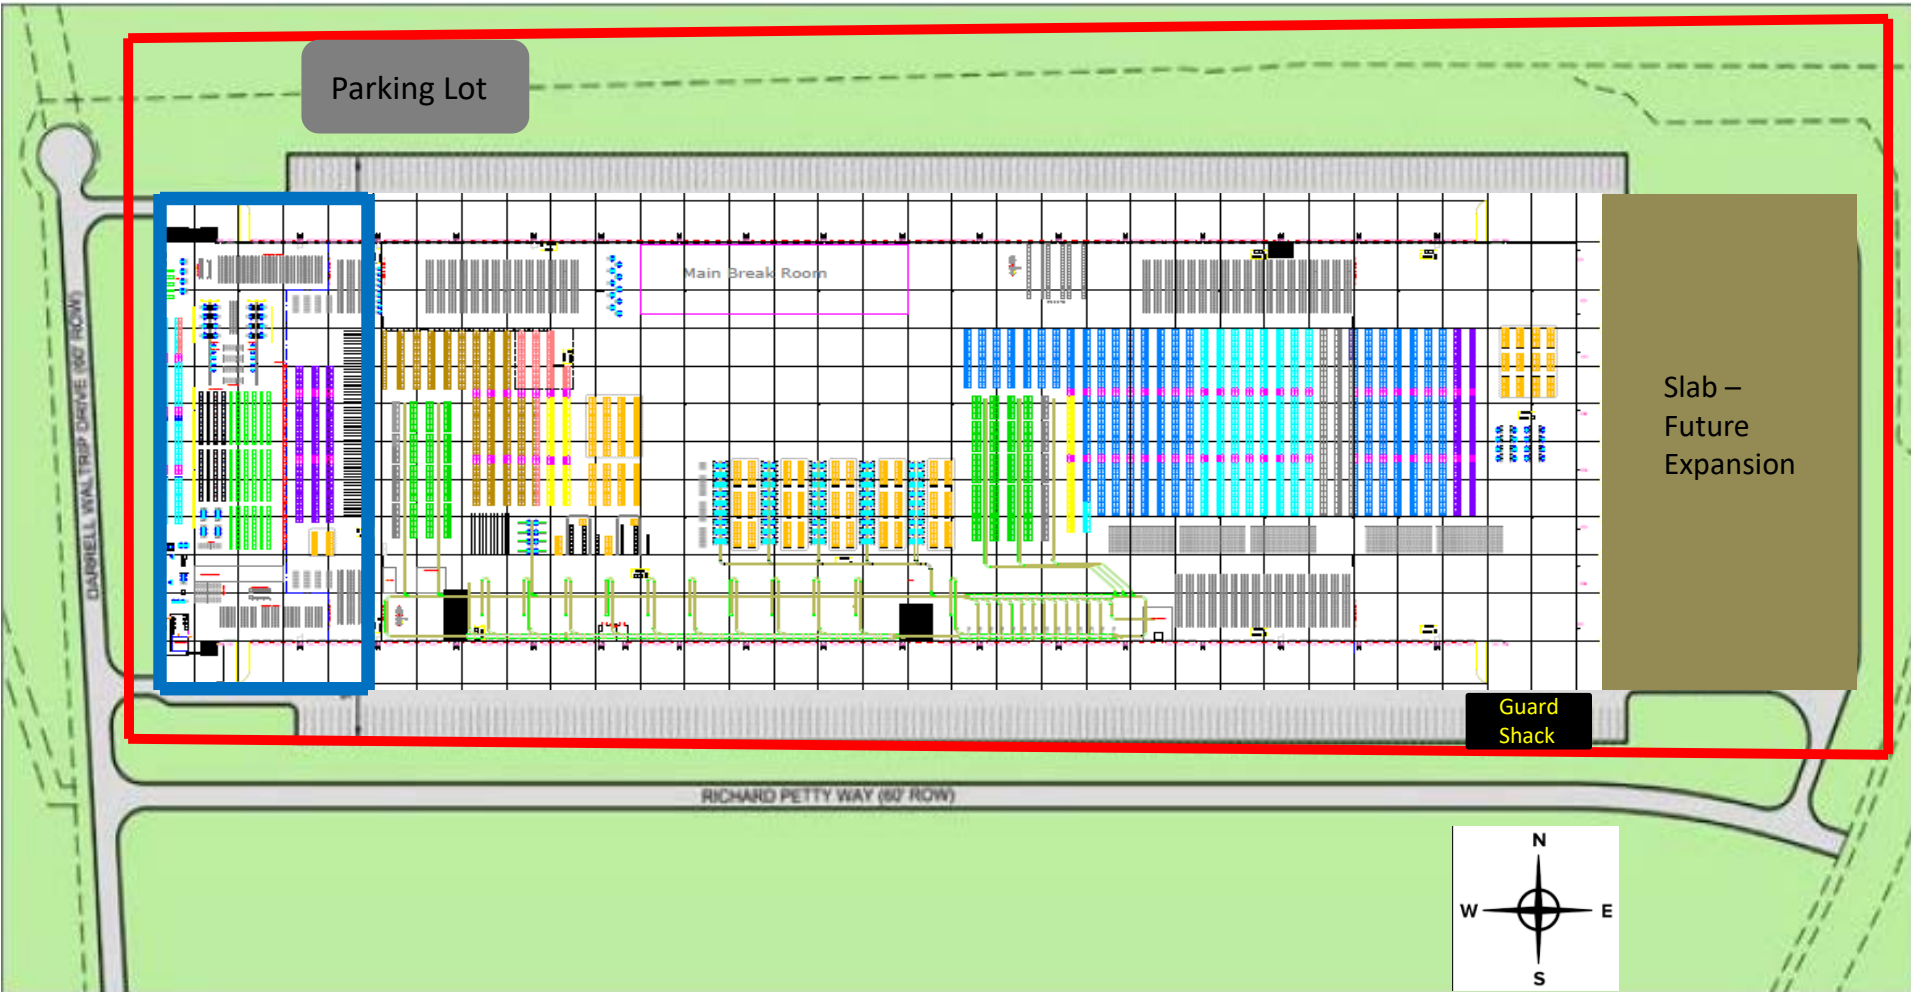 Parking Lot
Main Break Room
Slab –
Future
Expansion
DARRELL WALTRIP DRIVE (60' ROW)
Guard
Shack
RICHARD PETTY WAY (60' ROW)
N
W
E
S